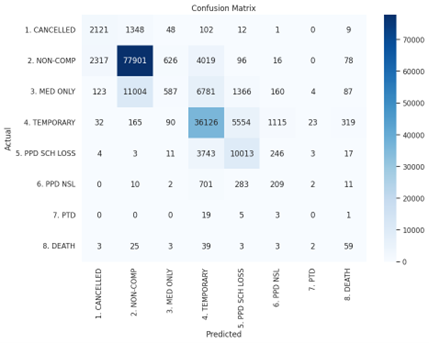 Confusion Matrix
Actual
1. CANCELLED 2121 1348 48 102 12 1 0 9
2. NON-COMP 2317 77901 626 4019 96 16 0 78
3. MED ONLY 123 11004 587 6781 1366 160 4 87
4. TEMPORARY 32 165 90 36126 5554 1115 23 319
5. PPD SCH LOSS 4 3 11 3743 10013 246 3 17
6. PPD NSL 0 10 2 701 283 209 2 11
7. PTD 0 0 0 19 5 3 0 1
8. DEATH 3 25 3 39 3 3 2 59
1. CANCELLED
2. NON-COMP
3. MED ONLY
4. TEMPORARY
5. PPD SCH LOSS
6. PPD NSL
7. PTD
8. DEATH
Predicted
70000
60000
50000
40000
30000
20000
10000
0